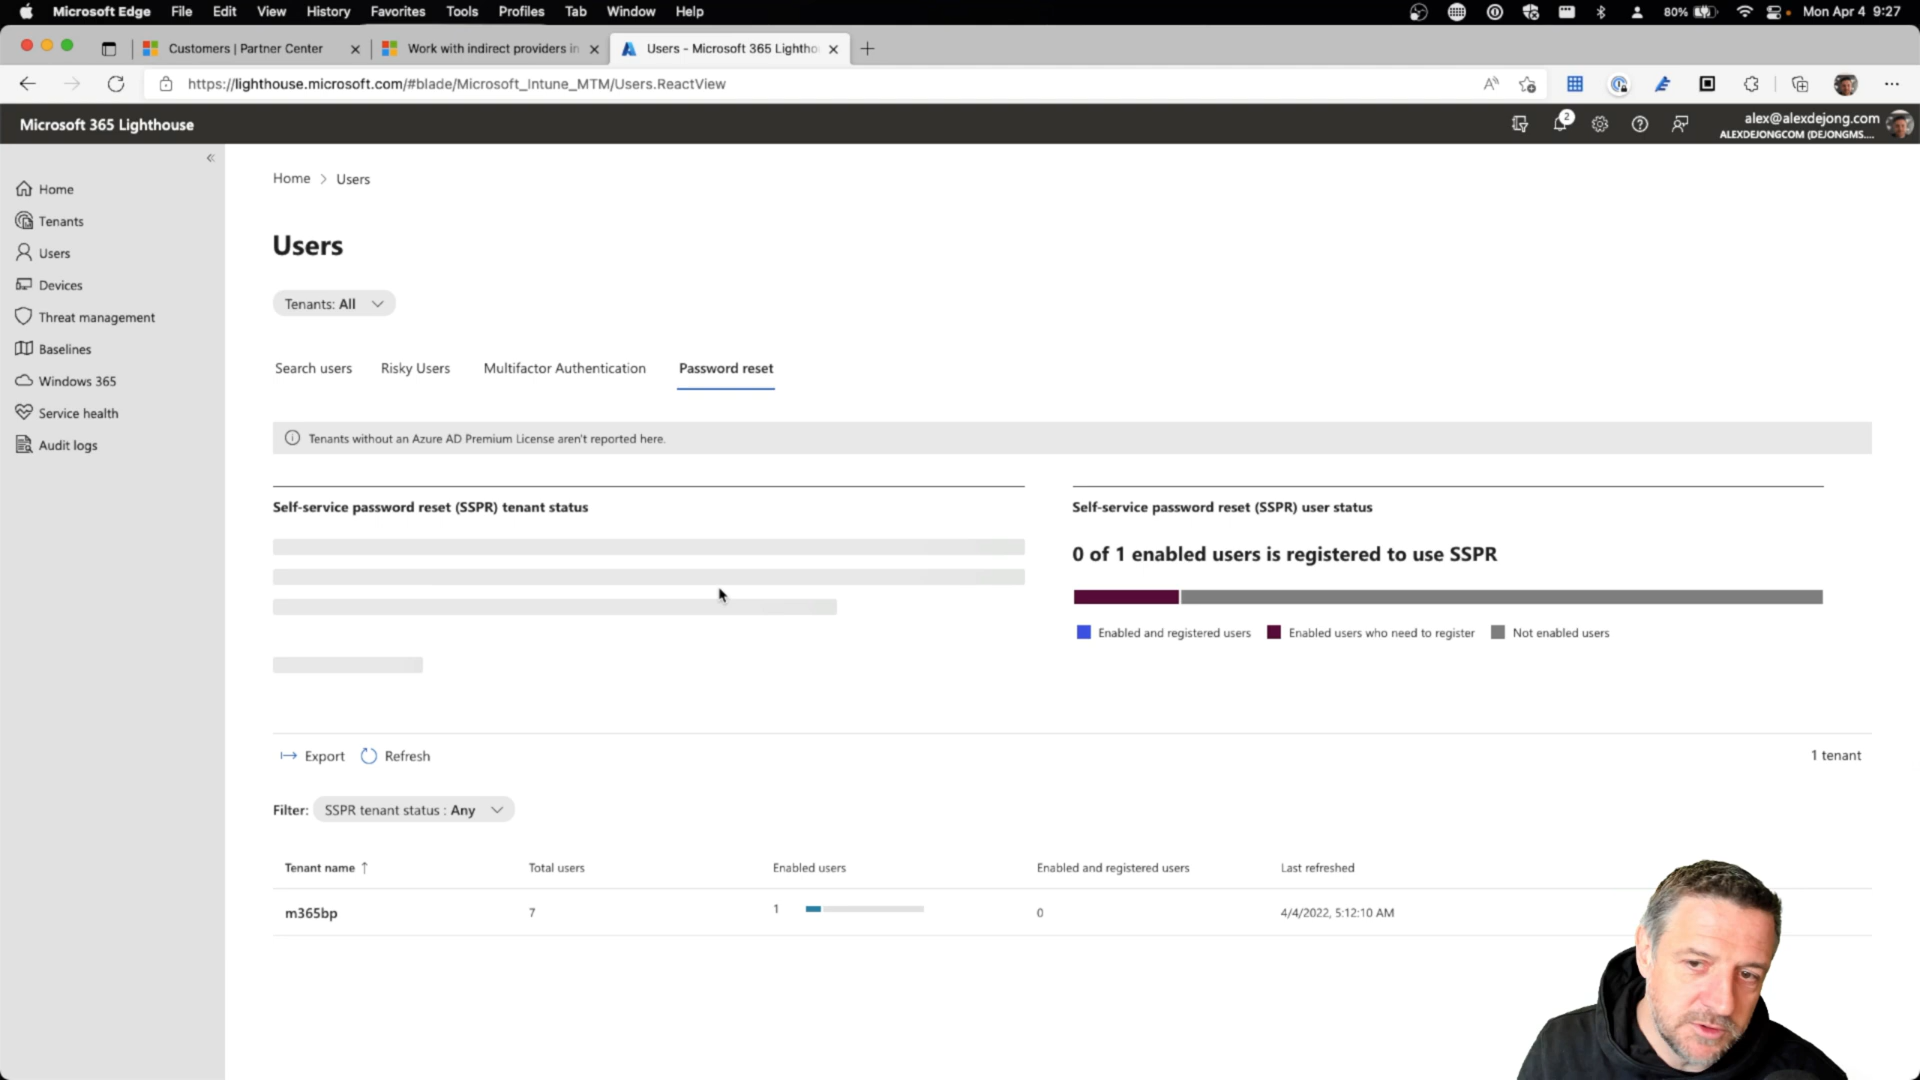 Microsoft Edge File Edit View History Favorites Tools Profiles Tab Window Help 80% Mon Apr 4 9:27
Customers | Partner Center Work with indirect providers in Users - Microsoft 365 Lightho
https://lighthouse.microsoft.com/#blade/Microsoft_Intune_MTM/Users.ReactView
Microsoft 365 Lighthouse 2 alex@alexdejong.com
ALEXDEJONGCOM (DEJONGMS....
Home
Tenants
Users
Devices
Threat management
Baselines
Windows 365
Service health
Audit logs
Home > Users
Users
Tenants: All
Search users Risky Users Multifactor Authentication Password reset
Tenants without an Azure AD Premium License aren't reported here.
Self-service password reset (SSPR) tenant status
Self-service password reset (SSPR) user status
0 of 1 enabled users is registered to use SSPR
Enabled and registered users Enabled users who need to register Not enabled users
Export Refresh 1 tenant
Filter: SSPR tenant status : Any
Tenant name ↑ Total users Enabled users Enabled and registered users Last refreshed
m365bp 7 1 0 4/4/2022, 5:12:10 AM